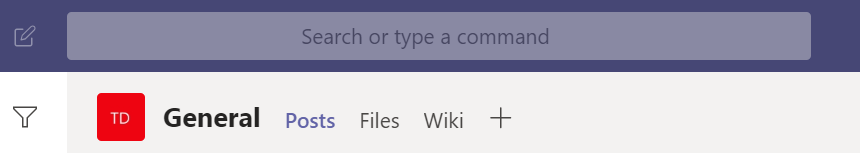 Search or type a command
TD General Posts Files Wiki